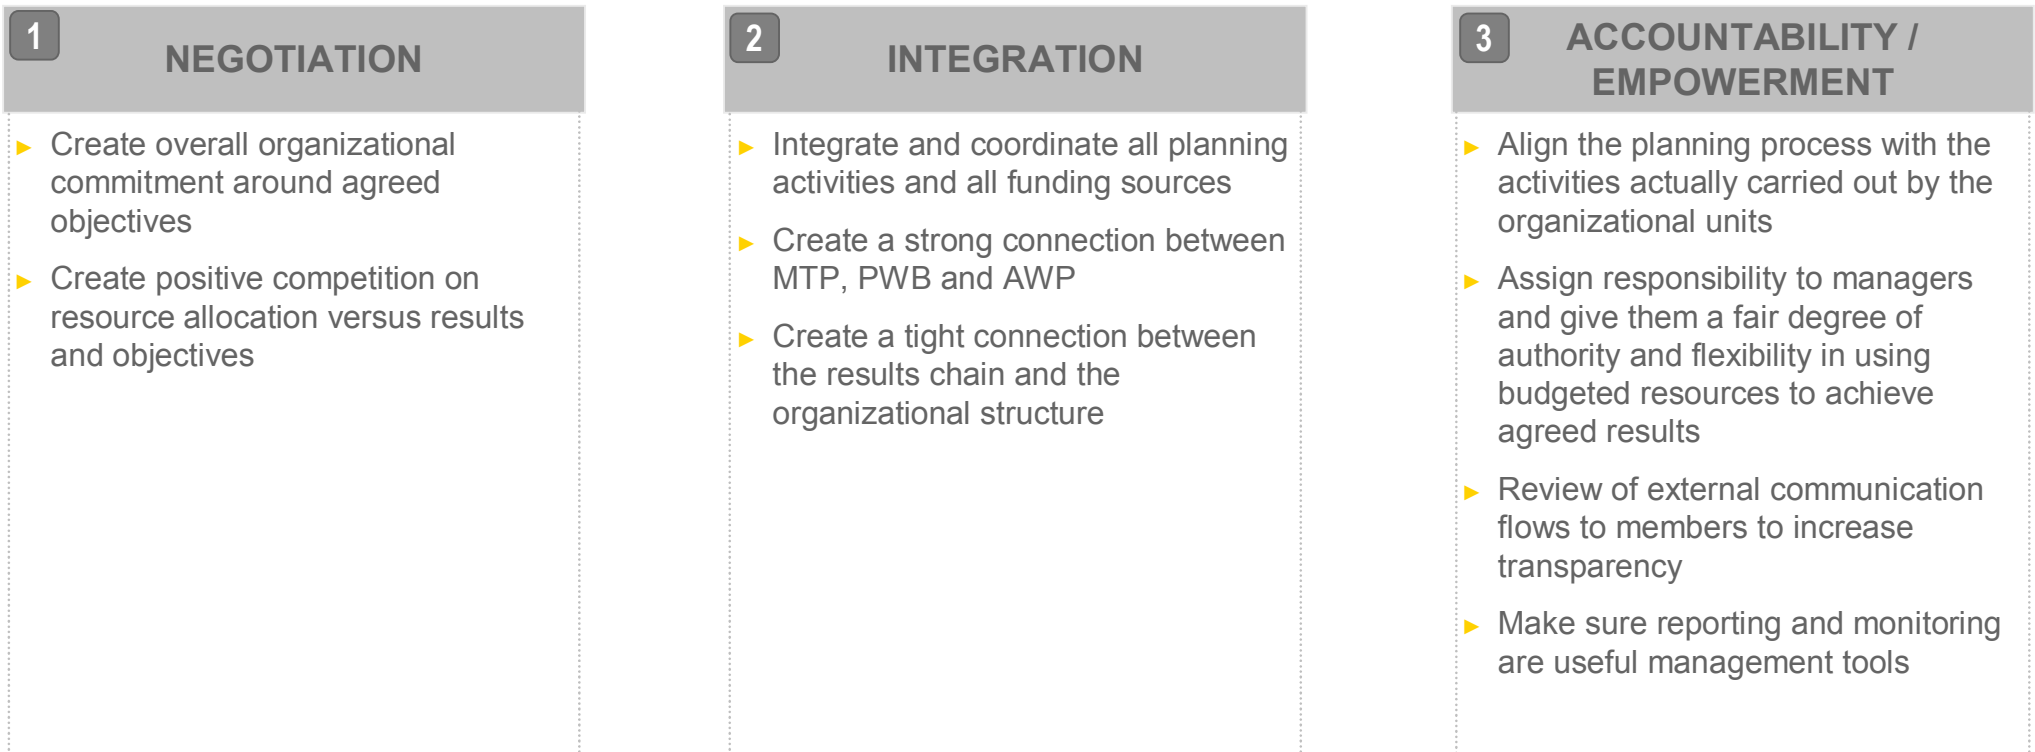 1
NEGOTIATION
► Create overall organizational
commitment around agreed
objectives
► Create positive competition on
resource allocation versus results
and objectives
2
INTEGRATION
► Integrate and coordinate all planning
activities and all funding sources
► Create a strong connection between
MTP, PWB and AWP
► Create a tight connection between
the results chain and the
organizational structure
3
ACCOUNTABILITY /
EMPOWERMENT
► Align the planning process with the
activities actually carried out by the
organizational units
► Assign responsibility to managers
and give them a fair degree of
authority and flexibility in using
budgeted resources to achieve
agreed results
► Review of external communication
flows to members to increase
transparency
► Make sure reporting and monitoring
are useful management tools